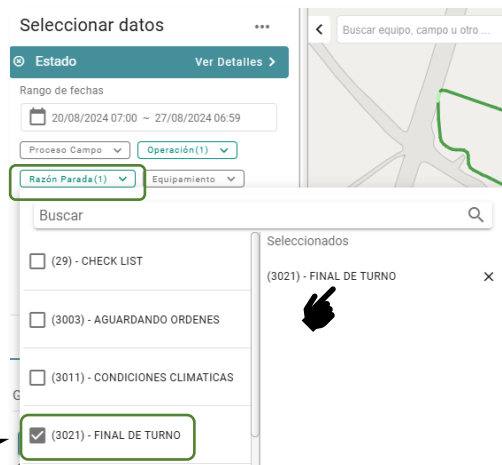 Seleccionar datos
Buscar equipo, campo u otro ...
Estado
Ver Detalles
Rango de fechas
20/08/2024 07:00 ~ 27/08/2024 06:59
Proceso Campo
Operación(1)
Razón Parada(1)
Equipamiento
Buscar
Seleccionados
(29) - CHECK LIST
(3021) - FINAL DE TURNO
(3003) - AGUARDANDO ORDENES
(3011) - CONDICIONES CLIMATICAS
G
(3021) - FINAL DE TURNO